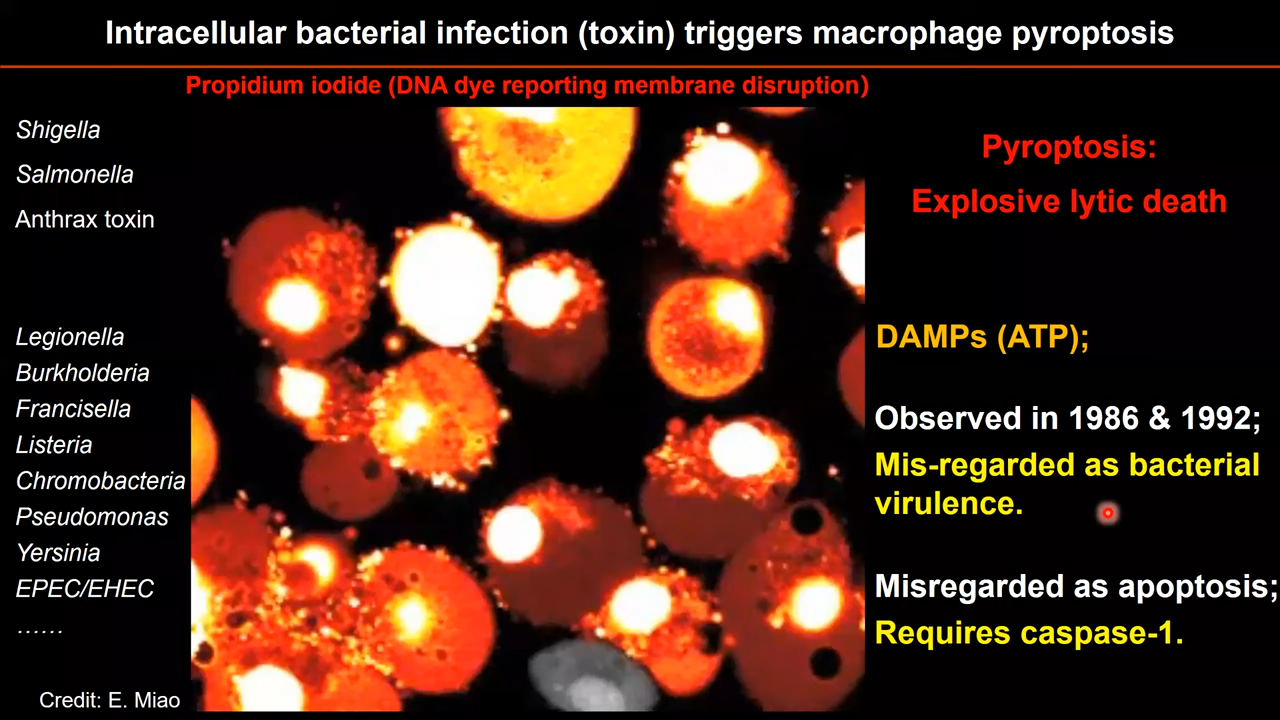 Intracellular bacterial infection (toxin) triggers macrophage pyroptosis
Propidium iodide (DNA dye reporting membrane disruption)
Shigella
Salmonella
Anthrax toxin
Legionella
Burkholderia
Francisella
Listeria
Chromobacteria
Pseudomonas
Yersinia
EPEC/EHEC
......
Credit: E. Miao
Pyroptosis:
Explosive lytic death
DAMPs (ATP);
Observed in 1986 & 1992;
Mis-regarded as bacterial
virulence.
Misregarded as apoptosis;
Requires caspase-1.